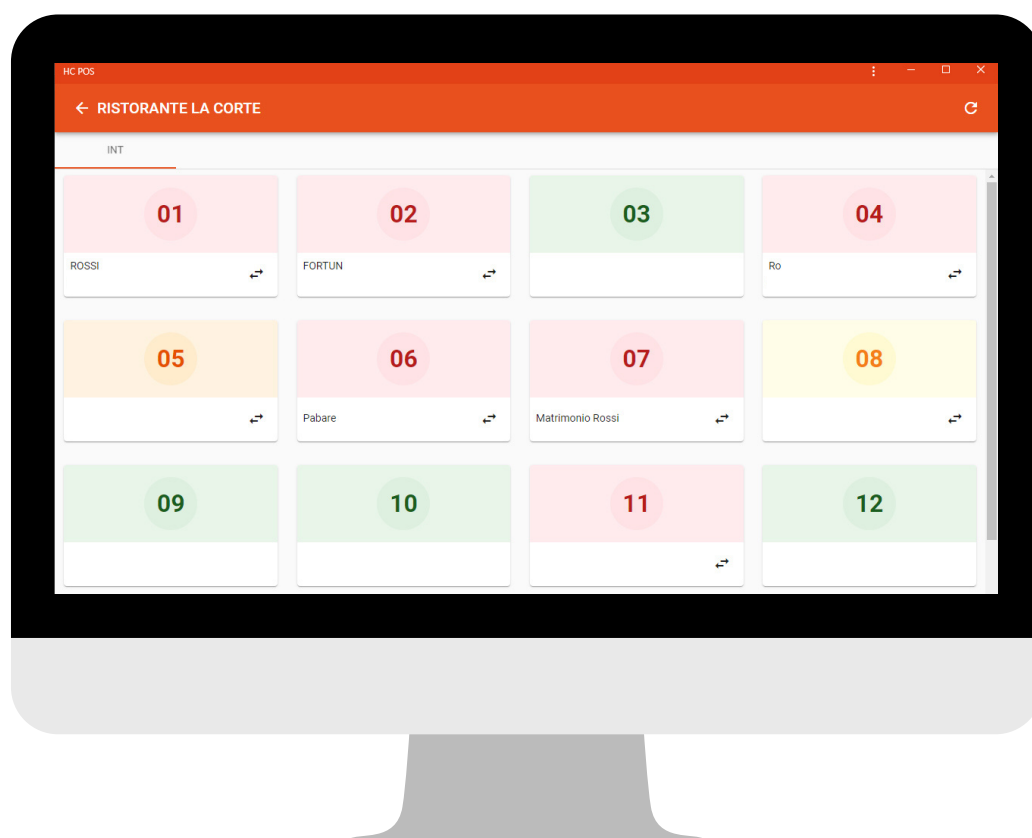 HC POS
RISTORANTE LA CORTE
INT
01 02 03 04
ROSSI FORTUN Ro
05 06 07 08
Pabare Matrimonio Rossi
09 10 11 12